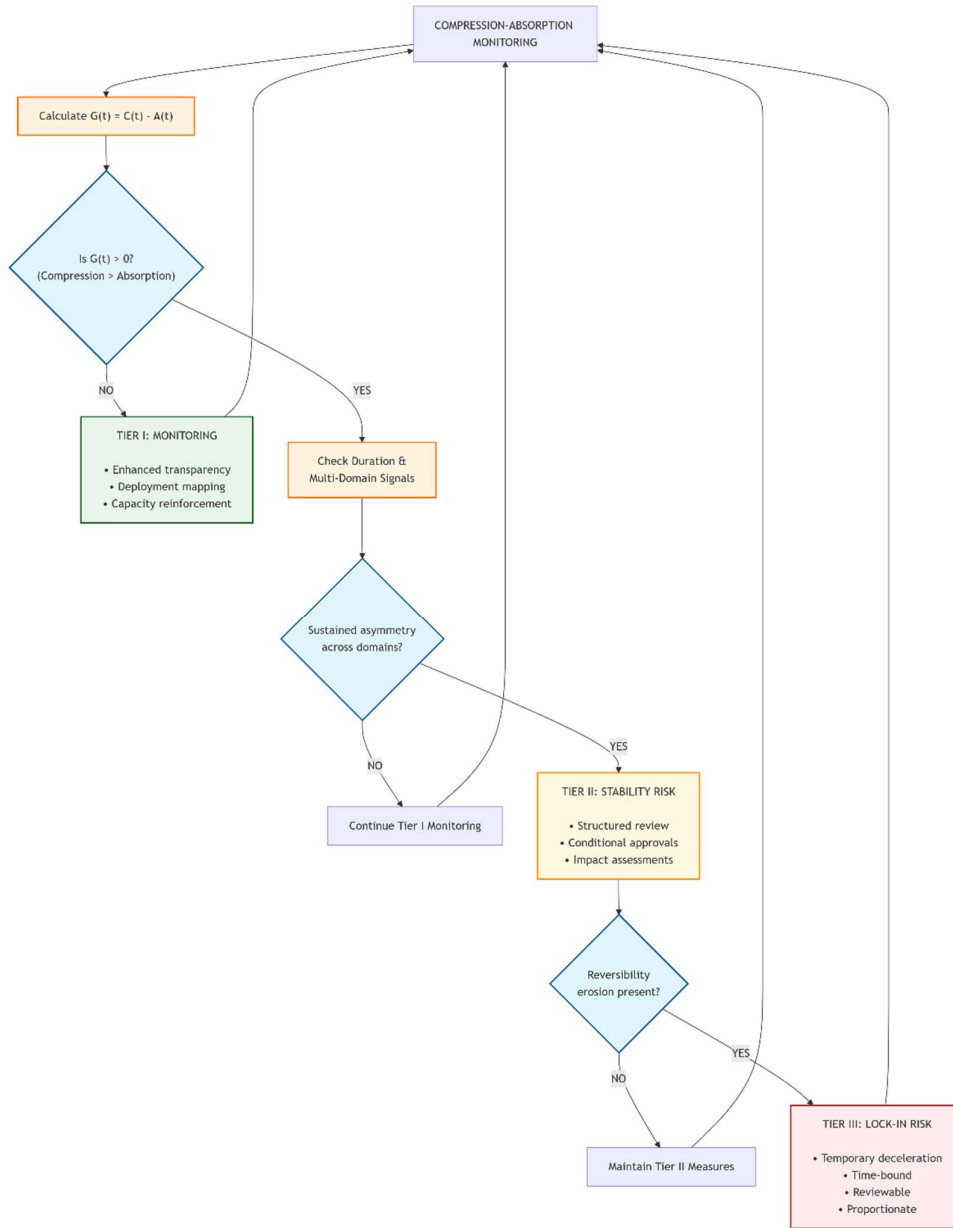 COMPRESSION-ABSORPTION
MONITORING
Calculate G(t) = C(t) - A(t)
Is G(t) > 0?
(Compression > Absorption)
NO
YES
TIER I: MONITORING
• Enhanced transparency
• Deployment mapping
• Capacity reinforcement
Check Duration &
Multi-Domain Signals
Sustained asymmetry
across domains?
NO
YES
Continue Tier I Monitoring
TIER II: STABILITY RISK
• Structured review
• Conditional approvals
• Impact assessments
Reversibility
erosion present?
NO
YES
Maintain Tier II Measures
TIER III: LOCK-IN RISK
• Temporary deceleration
• Time-bound
• Reviewable
• Proportionate